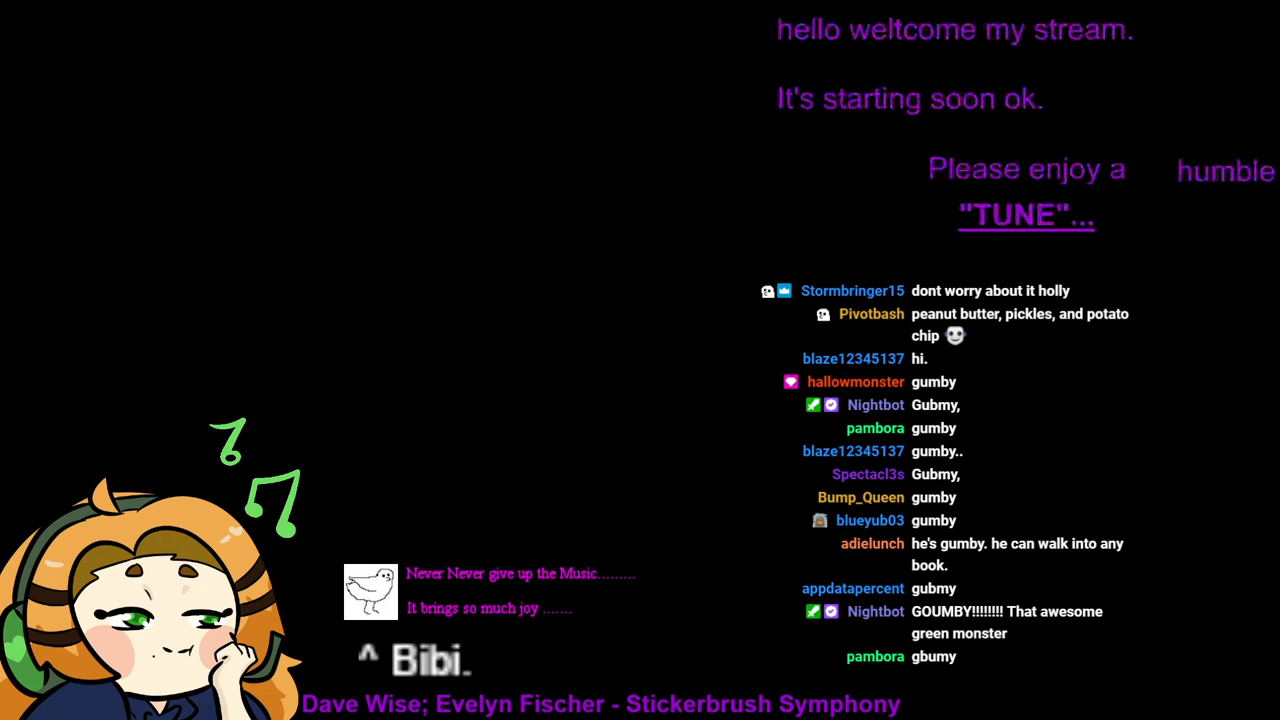 hello weltcome my stream.
It's starting soon ok.
Please enjoy a humble
"TUNE"...
Stormbringer15 dont worry about it holly
Pivotbash peanut butter, pickles, and potato
chip
blaze12345137 hi.
hallowmonster gumby
Nightbot Gubmy,
pambora gumby
blaze12345137 gumby..
Spectacl3s Gubmy,
Bump_Queen gumby
blueyub03 gumby
adielunch he's gumby. he can walk into any
book.
appdatapercent gubmy
Nightbot GOUMBY!!!!!!!! That awesome
green monster
pambora gbumy
Never Never give up the Music.........
It brings so much joy .......
^ Bibi.
Dave Wise; Evelyn Fischer - Stickerbrush Symphony